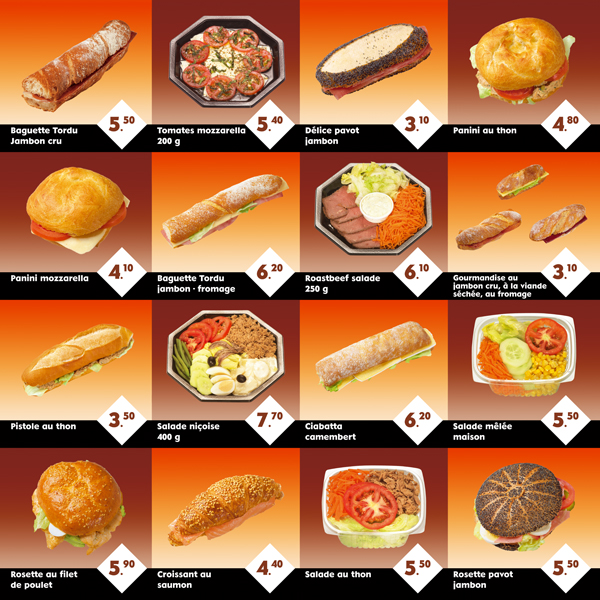 Baguette Tordu
Jambon cru
5.50
Tomates mozzarella
200 g
5.40
Délice pavot
jambon
3.10
Panini au thon
4.80
Panini mozzarella
4.10
Baguette Tordu
jambon - fromage
6.20
Roastbeef salade
250 g
6.10
Gourmandise au
jambon cru, à la viande
séchée, au fromage
3.10
Pistole au thon
3.50
Salade niçoise
400 g
7.70
Ciabatta
camembert
6.20
Salade mêlée
maison
5.50
Rosette au filet
de poulet
5.90
Croissant au
saumon
4.40
Salade au thon
5.50
Rosette pavot
jambon
5.50